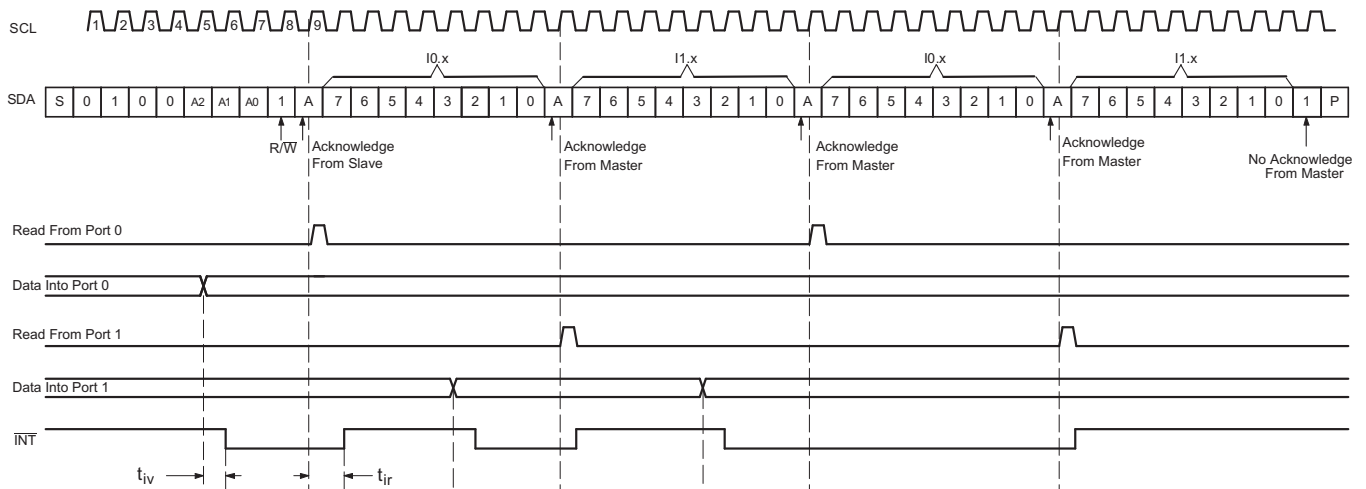 SCL
1 2 3 4 5 6 7 8 9
I0.x I1.x I0.x I1.x
SDA S 0 1 0 0 A2 A1 A0 1 A 7 6 5 4 3 2 1 0 A 7 6 5 4 3 2 1 0 A 7 6 5 4 3 2 1 0 A 7 6 5 4 3 2 1 0 1 P
R/W̅
Acknowledge
From Slave
Acknowledge
From Master
Acknowledge
From Master
Acknowledge
From Master
No Acknowledge
From Master
Read From Port 0
Data Into Port 0
Read From Port 1
Data Into Port 1
I̅N̅T̅
tiv
tir